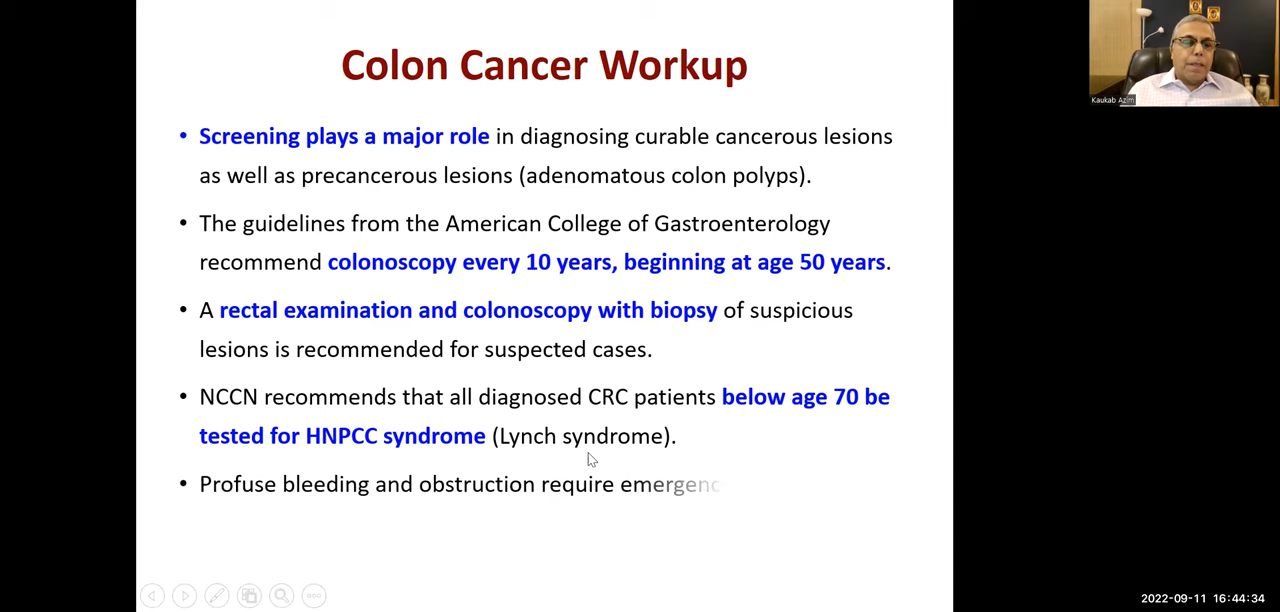 Colon Cancer Workup
• Screening plays a major role in diagnosing curable cancerous lesions
as well as precancerous lesions (adenomatous colon polyps).
• The guidelines from the American College of Gastroenterology
recommend colonoscopy every 10 years, beginning at age 50 years.
• A rectal examination and colonoscopy with biopsy of suspicious
lesions is recommended for suspected cases.
• NCCN recommends that all diagnosed CRC patients below age 70 be
tested for HNPCC syndrome (Lynch syndrome).
• Profuse bleeding and obstruction require emergenc
Kaukab Azim
2022-09-11 16:44:34